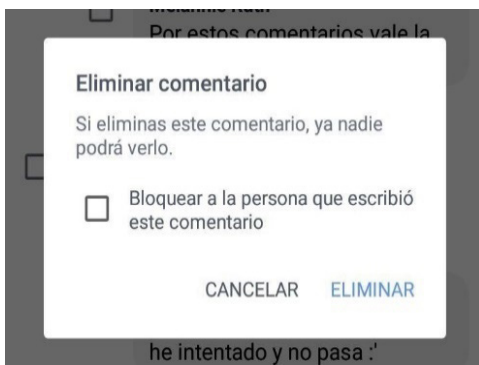 Por estos comentarios vale la
Eliminar comentario
Si eliminas este comentario, ya nadie
podrá verlo.
Bloquear a la persona que escribió
este comentario
CANCELAR ELIMINAR
he intentado y no pasa :'